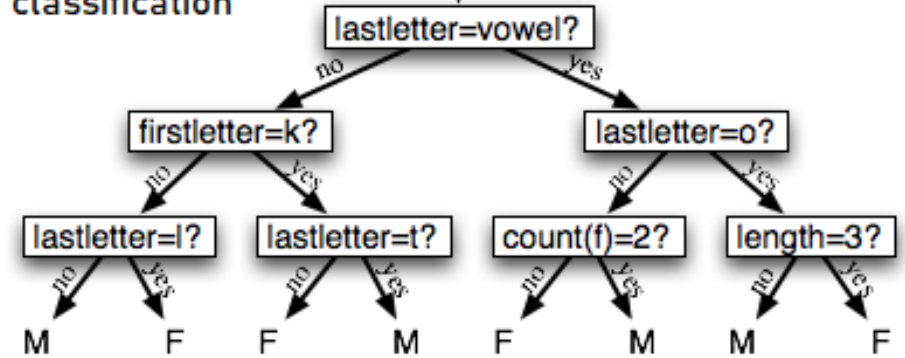 classification
lastletter=vowel?
no yes
firstletter=k? lastletter=o?
no yes no yes
lastletter=l? lastletter=t? count(f)=2? length=3?
no yes no yes no yes no yes
M F F M F M M F